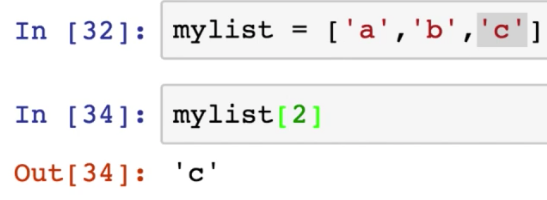 In [32]: mylist = ['a','b','c']
In [34]: mylist[2]
Out[34]: 'c'